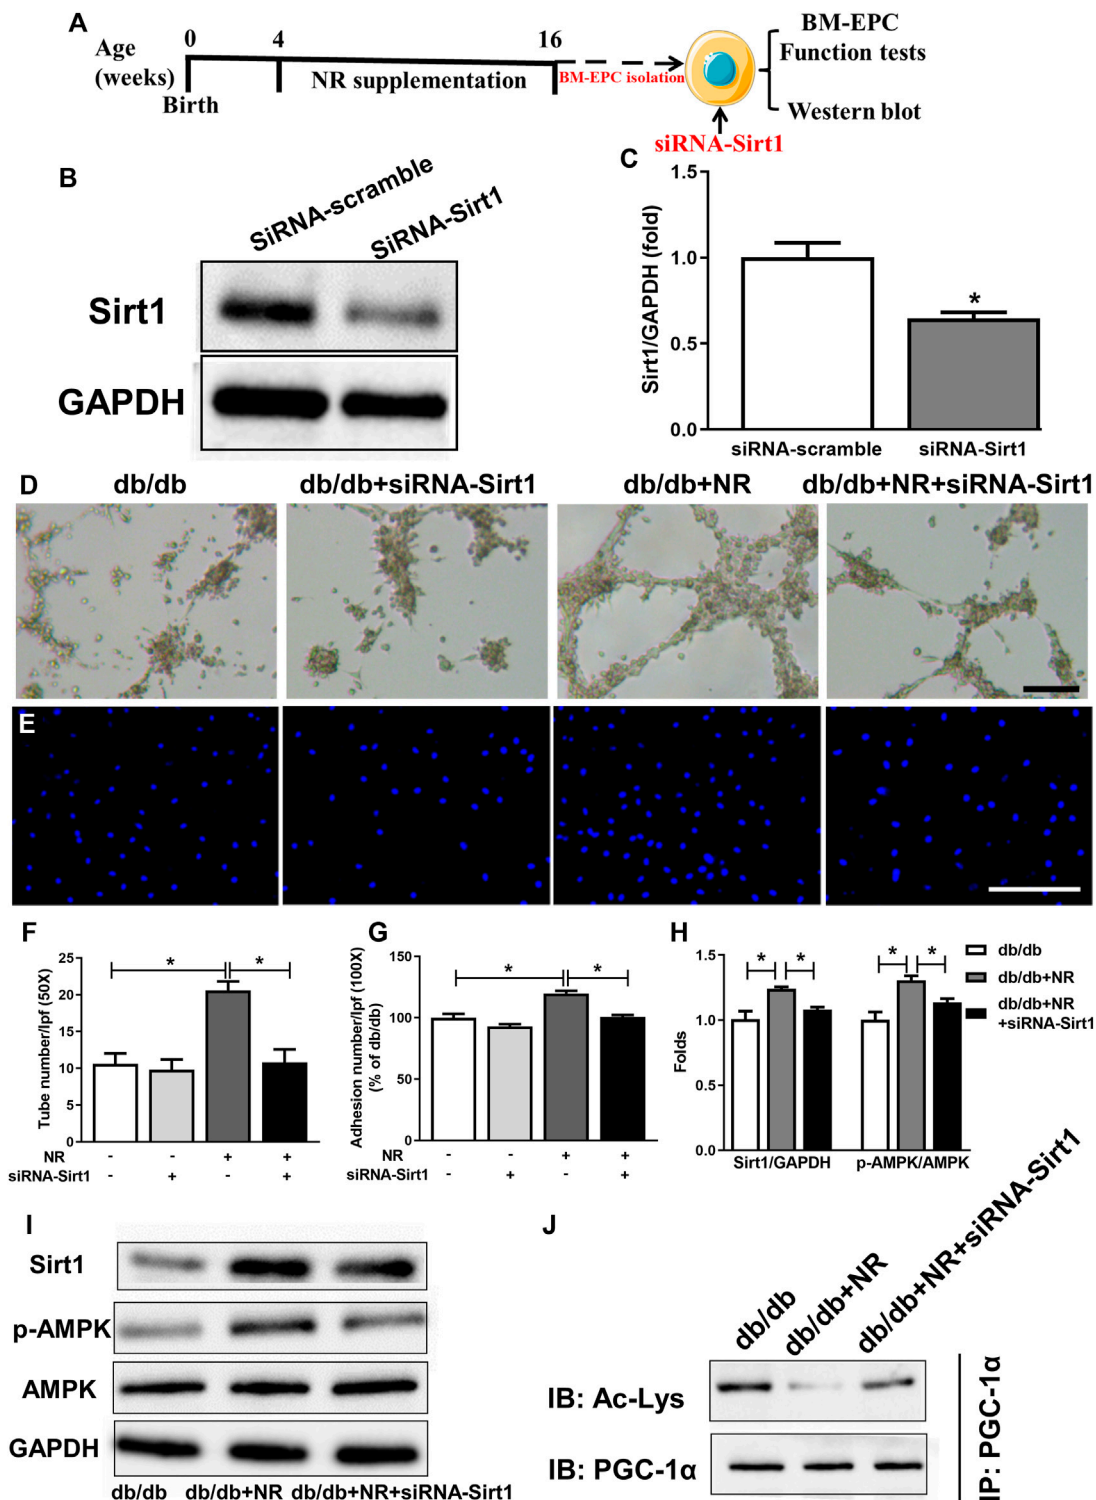 A
Age
(weeks)
0
4
16
Birth
NR supplementation
BM-EPC isolation
siRNA-Sirt1
BM-EPC
Function tests
Western blot
B
SiRNA-scramble
SiRNA-Sirt1
Sirt1
GAPDH
C
Sirt1/GAPDH (fold)
1.5
1.0
0.5
0.0
*
siRNA-scramble
siRNA-Sirt1
D
db/db
db/db+siRNA-Sirt1
db/db+NR
db/db+NR+siRNA-Sirt1
E
F
Tube number/lpf (50X)
25
20
15
10
5
0
*
*
NR - - + +
siRNA-Sirt1 - + - +
G
Adhesion number/lpf (100X)
(% of db/db)
150
100
50
0
*
*
NR - - + +
siRNA-Sirt1 - + - +
H
Folds
1.5
1.0
0.5
0.0
* *
* *
Sirt1/GAPDH
p-AMPK/AMPK
db/db
db/db+NR
db/db+NR
+siRNA-Sirt1
I
Sirt1
p-AMPK
AMPK
GAPDH
db/db db/db+NR db/db+NR+siRNA-Sirt1
J
db/db
db/db+NR
db/db+NR+siRNA-Sirt1
IB: Ac-Lys
IB: PGC-1α
IP: PGC-1α